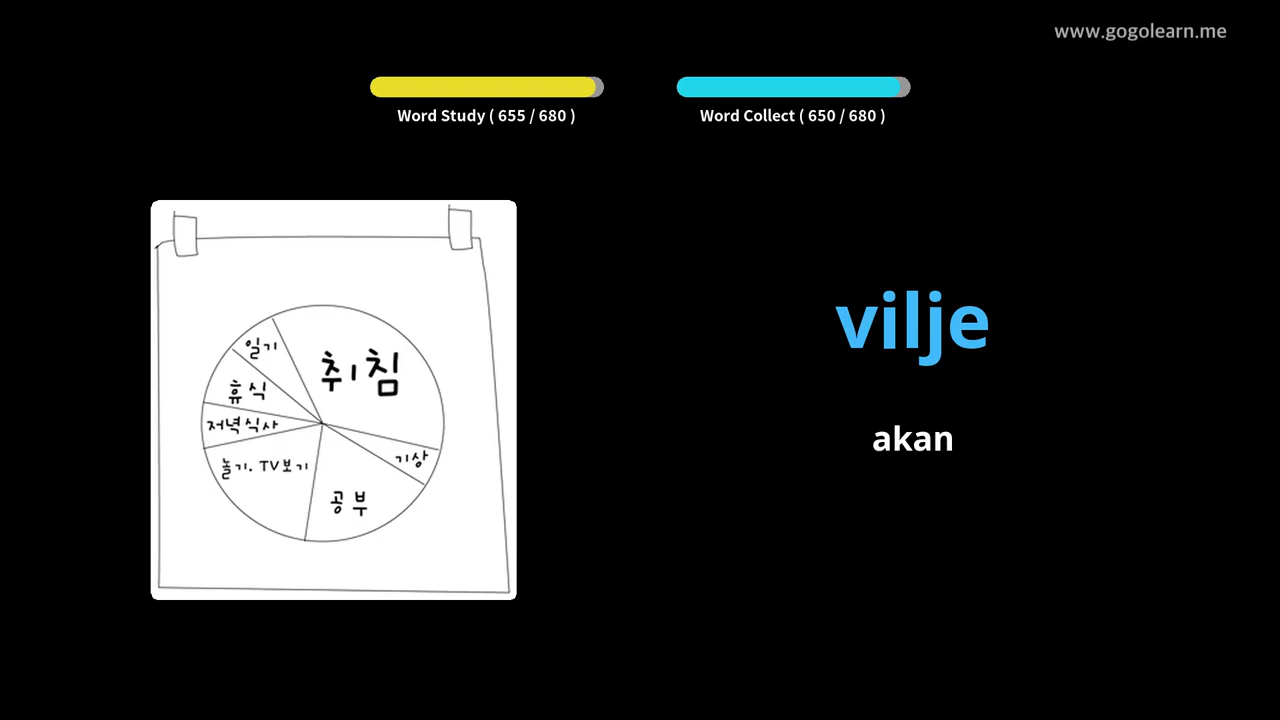 www.gogolearn.me
Word Study ( 655 / 680 )
Word Collect ( 650 / 680 )
일기
취침
휴식
저녁식사
놀기. TV보기
기상
공부
vilje
akan